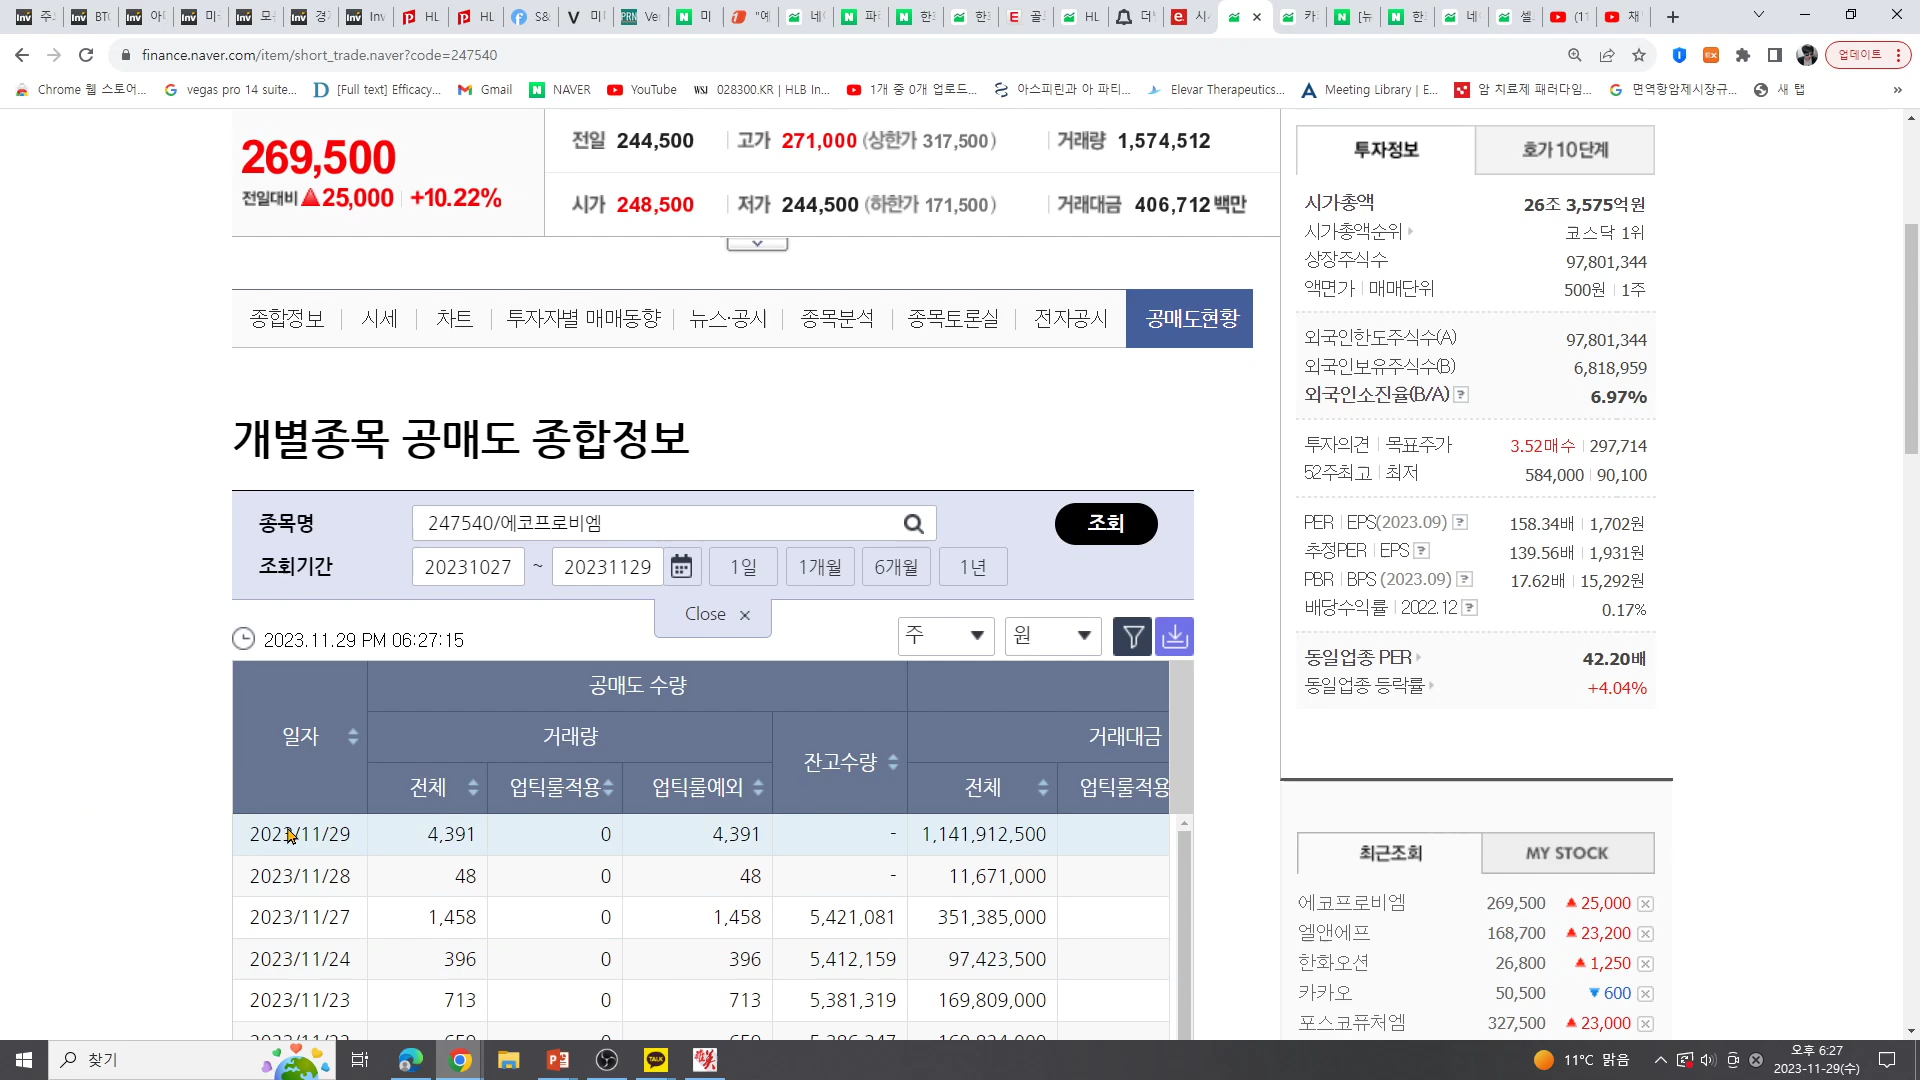 finance.naver.com/item/short_trade.naver?code=247540
업데이트
Chrome 웹 스토어...
vegas pro 14 suite...
[Full text] Efficacy...
Gmail
NAVER
YouTube
028300.KR | HLB In...
1개 중 0개 업로드...
아스피린과 아 파티...
Elevar Therapeutics...
Meeting Library | E...
암 치료제 패러다임...
면역항암제시장규...
새 탭
269,500
전일대비 ▲25,000 +10.22%
전일 244,500
고가 271,000 (상한가 317,500)
거래량 1,574,512
시가 248,500
저가 244,500 (하한가 171,500)
거래대금 406,712 백만
종합정보 시세 차트 투자자별 매매동향 뉴스·공시 종목분석 종목토론실 전자공시 공매도현황
개별종목 공매도 종합정보
종목명 247540/에코프로비엠 조회
조회기간 20231027 ~ 20231129 1일 1개월 6개월 1년
Close ×
2023.11.29 PM 06:27:15 주 원
공매도 수량
일자 거래량 잔고수량 거래대금
전체 업틱룰적용 업틱룰예외 전체 업틱룰적용
2023/11/29 4,391 0 4,391 - 1,141,912,500
2023/11/28 48 0 48 - 11,671,000
2023/11/27 1,458 0 1,458 5,421,081 351,385,000
2023/11/24 396 0 396 5,412,159 97,423,500
2023/11/23 713 0 713 5,381,319 169,809,000
투자정보 호가10단계
시가총액 26조 3,575억원
시가총액순위 코스닥 1위
상장주식수 97,801,344
액면가 | 매매단위 500원 | 1주
외국인한도주식수(A) 97,801,344
외국인보유주식수(B) 6,818,959
외국인소진율(B/A) 6.97%
투자의견 | 목표주가 3.52매수 | 297,714
52주최고 | 최저 584,000 | 90,100
PER | EPS(2023.09) 158.34배 | 1,702원
추정PER | EPS 139.56배 | 1,931원
PBR | BPS (2023.09) 17.62배 | 15,292원
배당수익률 | 2022.12 0.17%
동일업종 PER 42.20배
동일업종 등락률 +4.04%
최근조회 MY STOCK
에코프로비엠 269,500 ▲25,000
엘앤에프 168,700 ▲23,200
한화오션 26,800 ▲1,250
카카오 50,500 ▼600
포스코퓨처엠 327,500 ▲23,000
찾기
11°C 맑음
오후 6:27
2023-11-29(수)